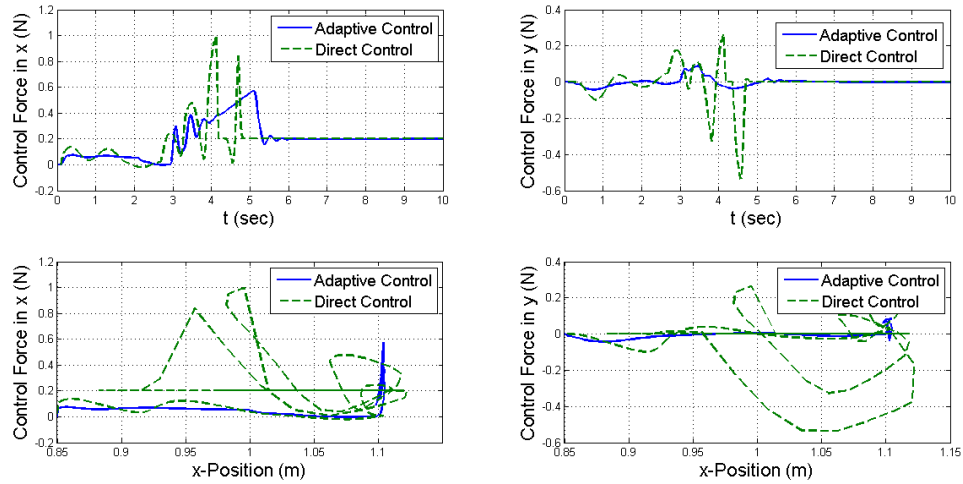 Control Force in x (N)
1.2
1
0.8
0.6
0.4
0.2
0
0.2
0 1 2 3 4 5 6 7 8 9 10
t (sec)
Adaptive Control
Direct Control
Control Force in y (N)
0.4
0.2
0
0.2
0.4
0.6
0 1 2 3 4 5 6 7 8 9 10
t (sec)
Adaptive Control
Direct Control
Control Force in x (N)
1.2
1
0.8
0.6
0.4
0.2
0
0.2
0.85 0.9 0.95 1 1.05 1.1
x-Position (m)
Adaptive Control
Direct Control
Control Force in y (N)
0.4
0.2
0
0.2
0.4
0.6
0.85 0.9 0.95 1 1.05 1.1 1.15
x-Position (m)
Adaptive Control
Direct Control